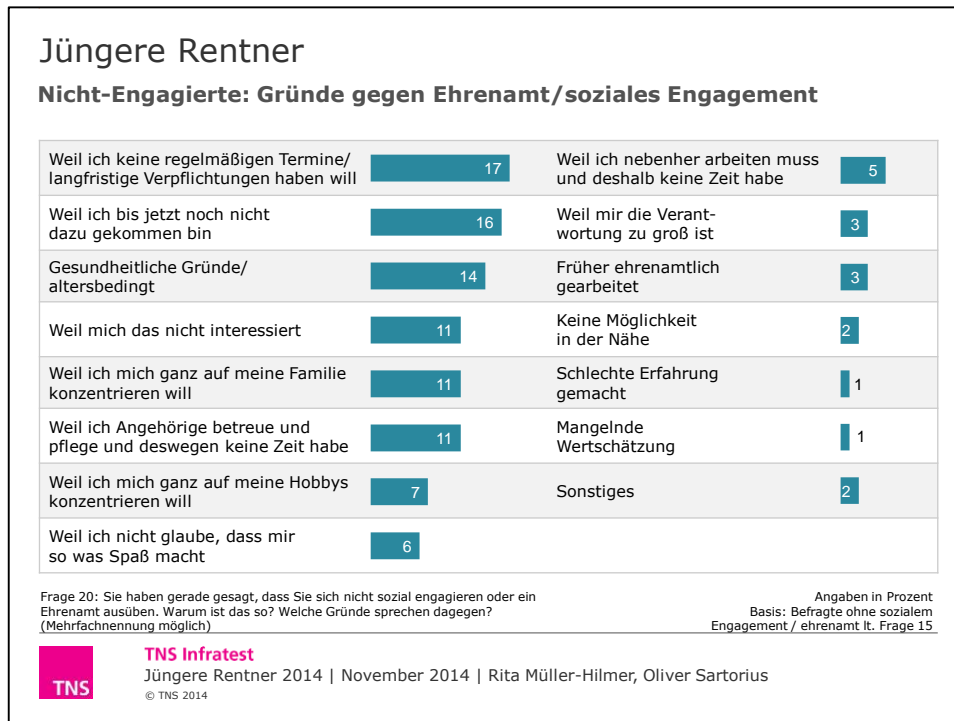 Jüngere Rentner
Nicht-Engagierte: Gründe gegen Ehrenamt/soziales Engagement
Weil ich keine regelmäßigen Termine/
langfristige Verpflichtungen haben will
17
Weil ich bis jetzt noch nicht
dazu gekommen bin
16
Gesundheitliche Gründe/
altersbedingt
14
Weil mich das nicht interessiert
11
Weil ich mich ganz auf meine Familie
konzentrieren will
11
Weil ich Angehörige betreue und
pflege und deswegen keine Zeit habe
11
Weil ich mich ganz auf meine Hobbys
konzentrieren will
7
Weil ich nicht glaube, dass mir
so was Spaß macht
6
Weil ich nebenher arbeiten muss
und deshalb keine Zeit habe
5
Weil mir die Verant-
wortung zu groß ist
3
Früher ehrenamtlich
gearbeitet
3
Keine Möglichkeit
in der Nähe
2
Schlechte Erfahrung
gemacht
1
Mangelnde
Wertschätzung
1
Sonstiges
2
Frage 20: Sie haben gerade gesagt, dass Sie sich nicht sozial engagieren oder ein
Ehrenamt ausüben. Warum ist das so? Welche Gründe sprechen dagegen?
(Mehrfachnennung möglich)
Angaben in Prozent
Basis: Befragte ohne sozialem
Engagement / ehrenamt lt. Frage 15
TNS
TNS Infratest
Jüngere Rentner 2014 | November 2014 | Rita Müller-Hilmer, Oliver Sartorius
© TNS 2014